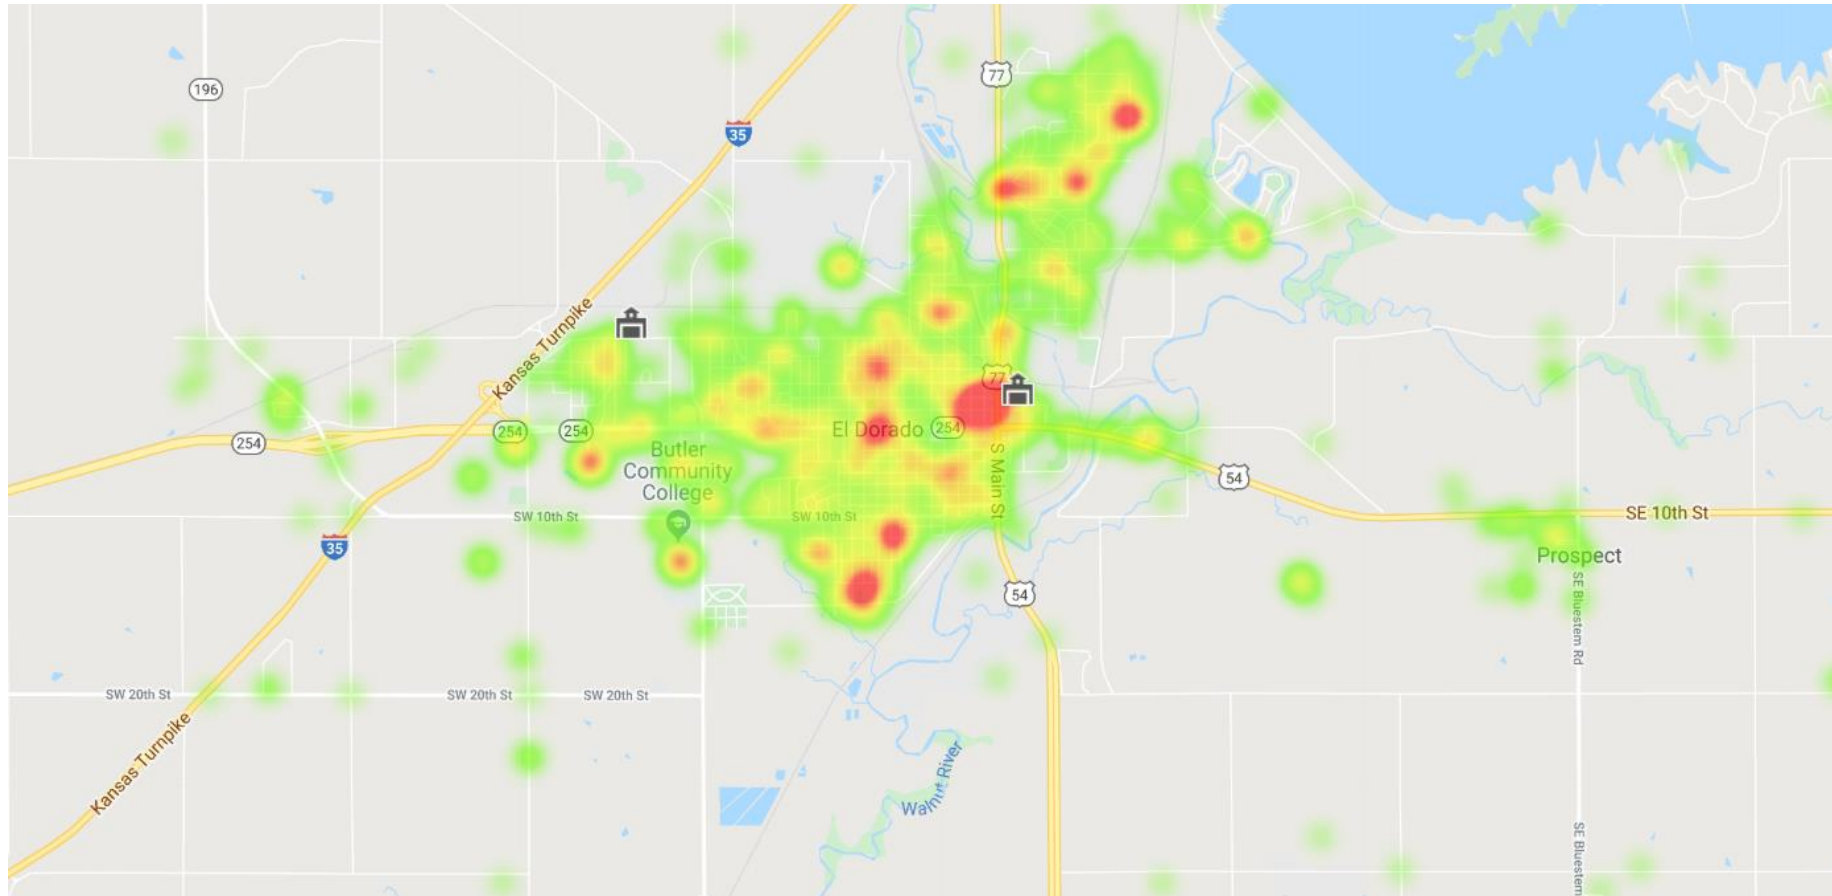 77
196
35
Kansas Turnpike
77
254
254
254
El Dorado
254
Butler
Community
College
S Main St
54
SW 10th St
SW 10th St
SE 10th St
35
Prospect
54
SE Bluestem Rd
SW 20th St
SW 20th St
SW 20th St
Kansas Turnpike
Walnut River
SE Bluestem